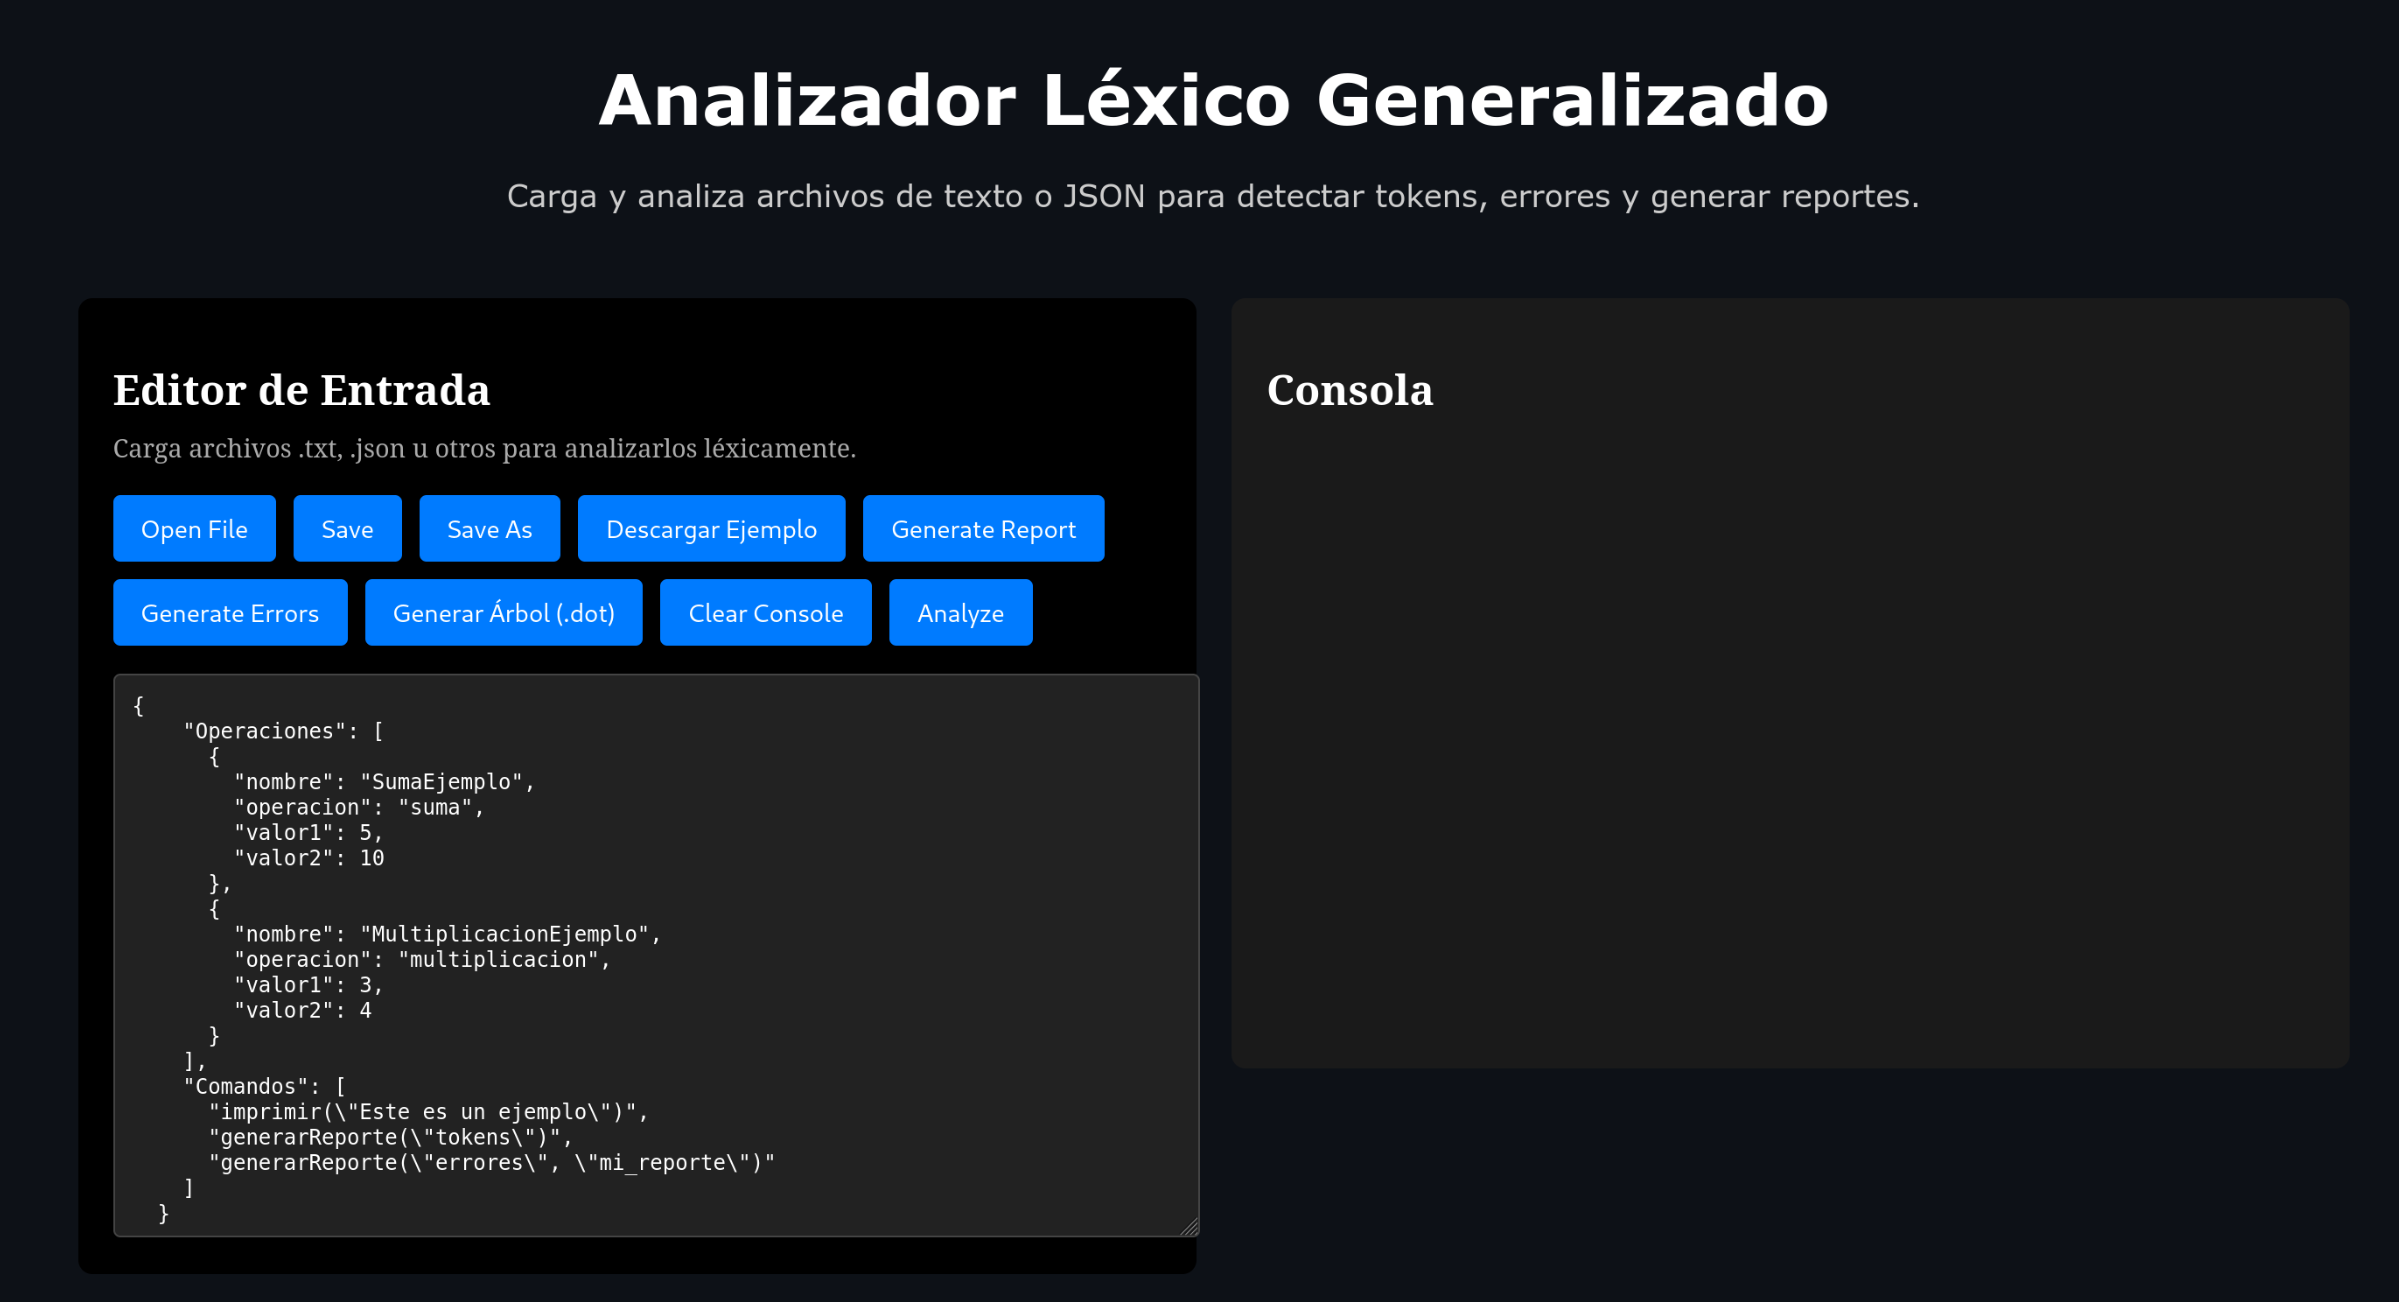 Analizador Léxico Generalizado
Carga y analiza archivos de texto o JSON para detectar tokens, errores y generar reportes.
Editor de Entrada
Carga archivos .txt, .json u otros para analizarlos léxicamente.
Open File Save Save As Descargar Ejemplo Generate Report
Generate Errors Generar Árbol (.dot) Clear Console Analyze
{
    "Operaciones": [
      {
        "nombre": "SumaEjemplo",
        "operacion": "suma",
        "valor1": 5,
        "valor2": 10
      },
      {
        "nombre": "MultiplicacionEjemplo",
        "operacion": "multiplicacion",
        "valor1": 3,
        "valor2": 4
      }
    ],
    "Comandos": [
      "imprimir(\"Este es un ejemplo\")",
      "generarReporte(\"tokens\")",
      "generarReporte(\"errores\", \"mi_reporte\")"
    ]
  }
Consola